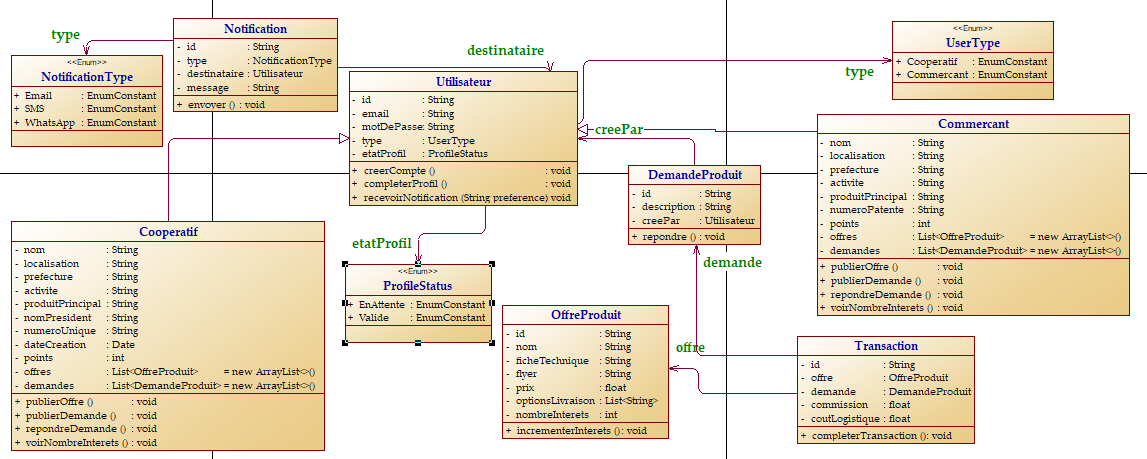 type
<<Enum>>
NotificationType
+ Email : EnumConstant
+ SMS : EnumConstant
+ WhatsApp : EnumConstant
Notification
- id : String
- type : NotificationType
- destinataire : Utilisateur
- message : String
+ envoyer () : void
destinataire
Utilisateur
- id : String
- email : String
- motDePasse : String
- type : UserType
- etatProfil : ProfileStatus
+ creerCompte () : void
+ completerProfil () : void
+ recevoirNotification (String preference) void
type
<<Enum>>
UserType
+ Cooperatif : EnumConstant
+ Commercant : EnumConstant
creePar
Commercant
- nom : String
- localisation : String
- prefecture : String
- activite : String
- produitPrincipal : String
- numeroPatente : String
- points : int
- offres : List<OffreProduit> = new ArrayList<>()
- demandes : List<DemandeProduit> = new ArrayList<>()
+ publierOffre () : void
+ publierDemande () : void
+ repondreDemande () : void
+ voirNombreInterets () : void
DemandeProduit
- id : String
- description : String
- creePar : Utilisateur
+ repondre () : void
demande
Cooperatif
- nom : String
- localisation : String
- prefecture : String
- activite : String
- produitPrincipal : String
- nomPresident : String
- numeroUnique : String
- dateCreation : Date
- points : int
- offres : List<OffreProduit> = new ArrayList<>()
- demandes : List<DemandeProduit> = new ArrayList<>()
+ publierOffre () : void
+ publierDemande () : void
+ repondreDemande () : void
+ voirNombreInterets () : void
etatProfil
<<Enum>>
ProfileStatus
+ EnAttente : EnumConstant
+ Valide : EnumConstant
OffreProduit
- id : String
- nom : String
- ficheTechnique : String
- flyer : String
- prix : float
- optionsLivraison : List<String>
- nombreInterets : int
+ incrementerInterets () : void
offre
Transaction
- id : String
- offre : OffreProduit
- demande : DemandeProduit
- commission : float
- coutLogistique : float
+ completerTransaction () : void